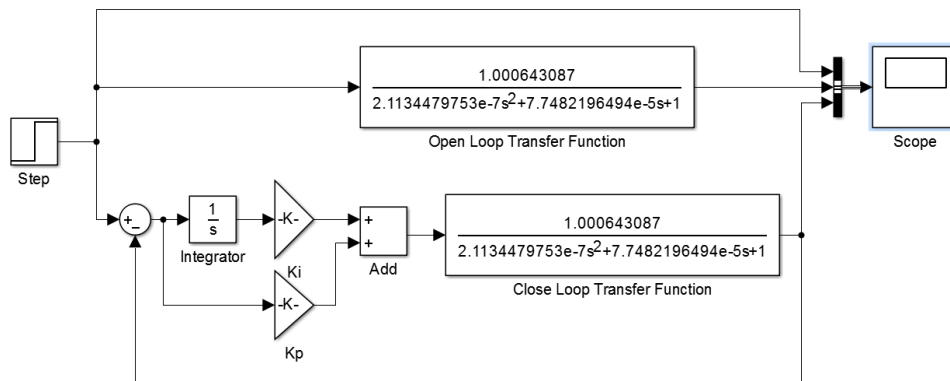 1.000643087
2.1134479753e-7s²+7.7482196494e-5s+1
Open Loop Transfer Function
Scope
Step
+
−
1
s
Integrator
-K-
Ki
+
+
Add
1.000643087
2.1134479753e-7s²+7.7482196494e-5s+1
Close Loop Transfer Function
-K-
Kp